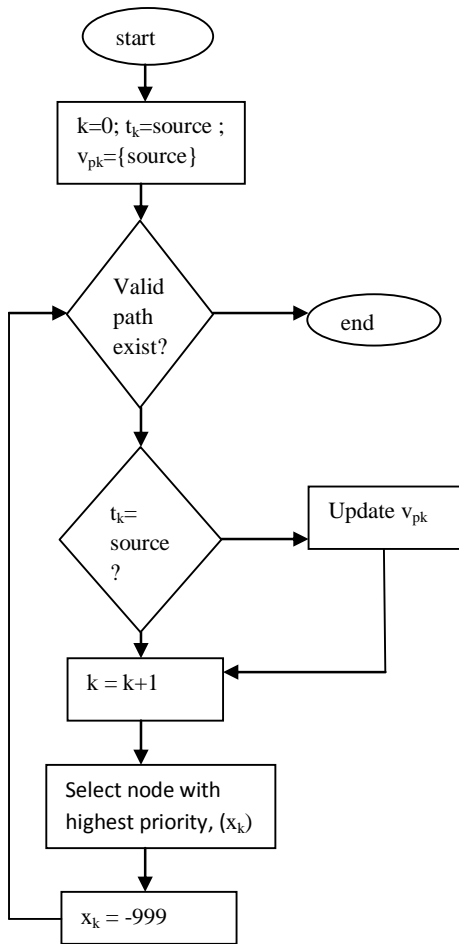 start
k=0; tk=source ;
vpk={source}
Valid
path
exist?
end
tk=
source
?
Update vpk
k = k+1
Select node with
highest priority, (xk)
xk = -999